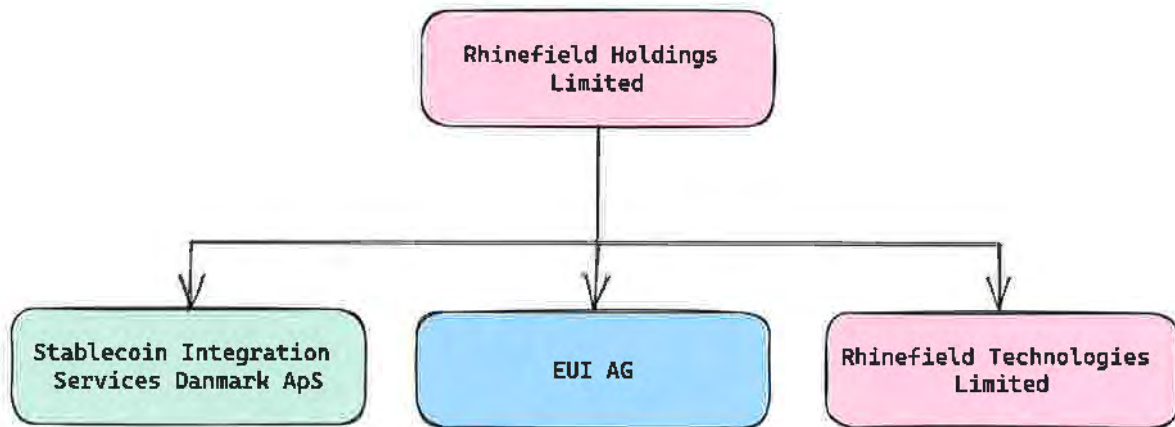 Rhinefield Holdings
Limited
Stablecoin Integration
Services Danmark ApS
EUI AG
Rhinefield Technologies
Limited